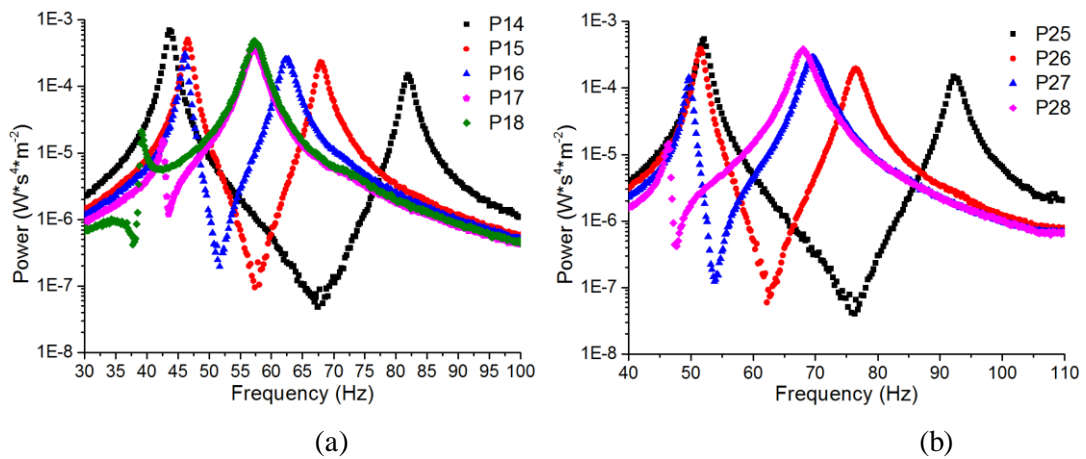 1E-3
1E-4
1E-5
1E-6
1E-7
1E-8
Power (W*s⁴*m⁻²)
30 35 40 45 50 55 60 65 70 75 80 85 90 95 100
Frequency (Hz)
P14
P15
P16
P17
P18
(a)
1E-3
1E-4
1E-5
1E-6
1E-7
1E-8
Power (W*s⁴*m⁻²)
40 50 60 70 80 90 100 110
Frequency (Hz)
P25
P26
P27
P28
(b)